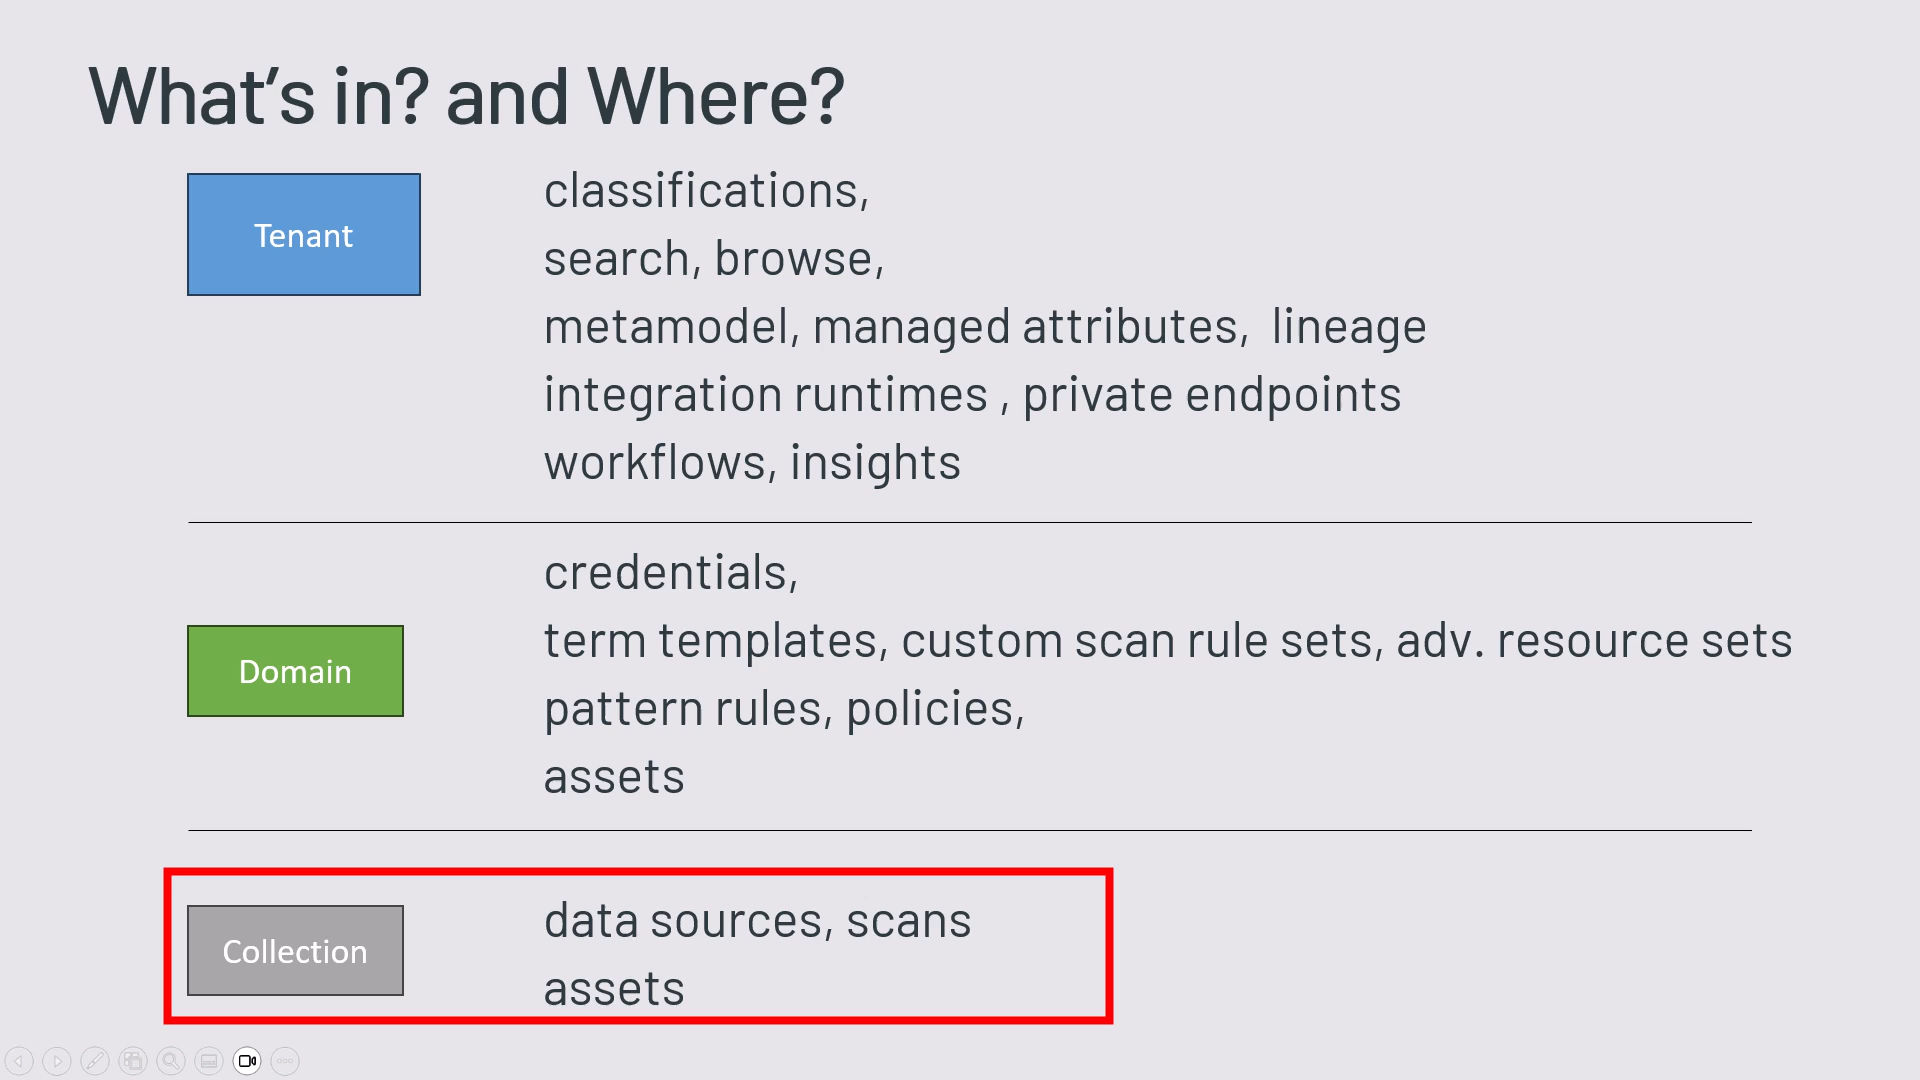 What's in? and Where?
Tenant
classifications,
search, browse,
metamodel, managed attributes,  lineage
integration runtimes , private endpoints
workflows, insights
Domain
credentials,
term templates, custom scan rule sets, adv. resource sets
pattern rules, policies,
assets
Collection
data sources, scans
assets